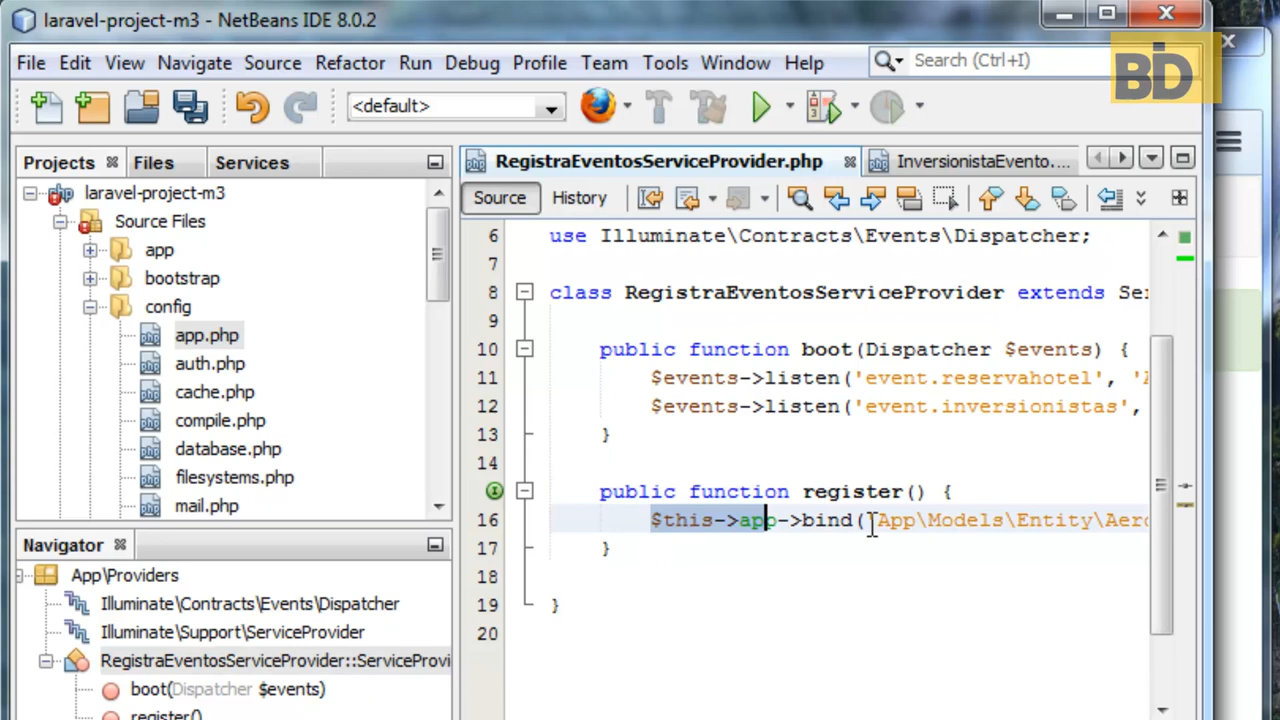 laravel-project-m3 - NetBeans IDE 8.0.2
File Edit View Navigate Source Refactor Run Debug Profile Team Tools Window Help
Search (Ctrl+I)
BD
<default>
Projects Files Services
laravel-project-m3
Source Files
app
bootstrap
config
app.php
auth.php
cache.php
compile.php
database.php
filesystems.php
mail.php
Navigator
App\Providers
Illuminate\Contracts\Events\Dispatcher
Illuminate\Support\ServiceProvider
RegistraEventosServiceProvider::ServiceProvi
boot(Dispatcher $events)
register()
RegistraEventosServiceProvider.php InversionistaEvento....
Source History
6 use Illuminate\Contracts\Events\Dispatcher;
7
8 class RegistraEventosServiceProvider extends Ser
9
10 public function boot(Dispatcher $events) {
11 $events->listen('event.reservahotel', '
12 $events->listen('event.inversionistas',
13 }
14
15 public function register() {
16 $this->app->bind('App\Models\Entity\Aero
17 }
18
19 }
20